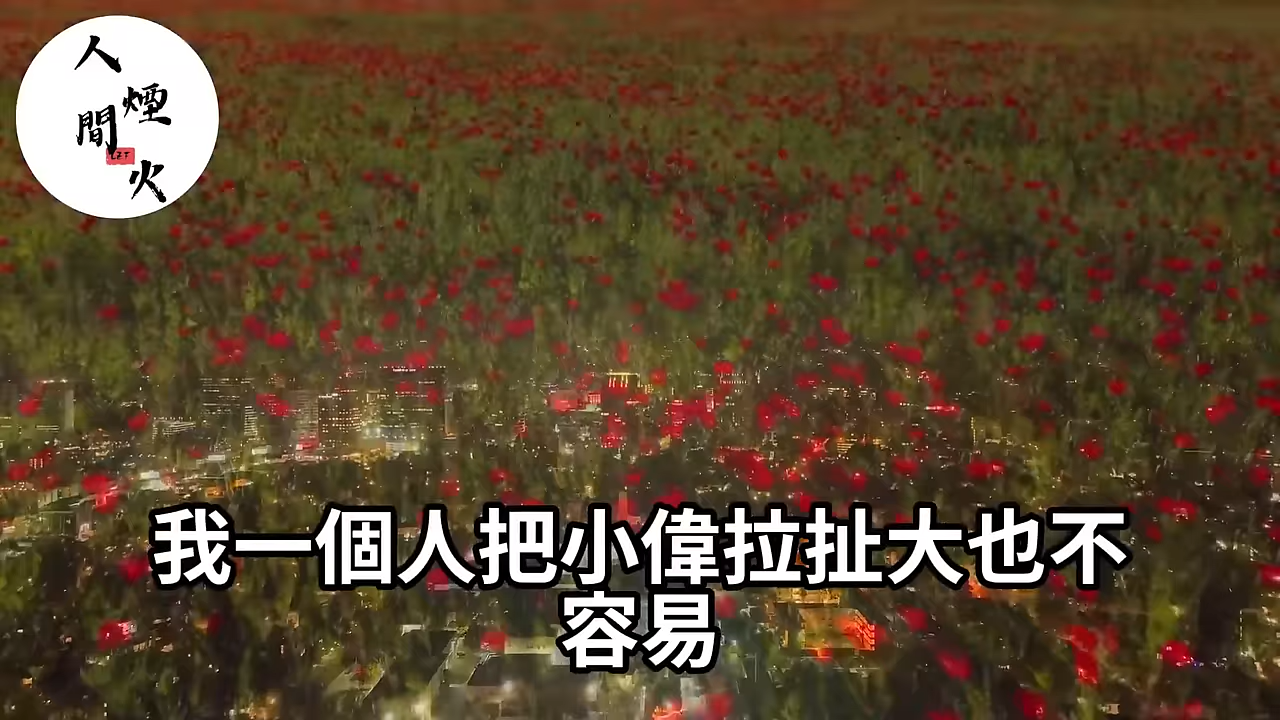 人間煙火
我一個人把小偉拉扯大也不
容易